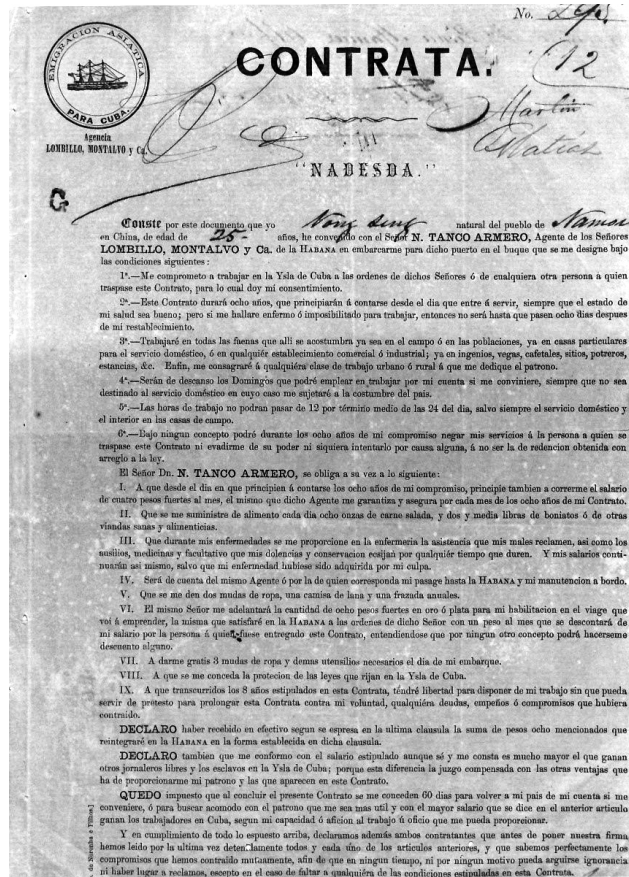 No.
EMIGRACION ASIATICA
PARA CUBA.
CONTRATA.
12
Martin
Matias
Agencia
LOMBILLO, MONTALVO y Ca.
"NADESDA."
Conste por este documento que yo Nong Seng natural del pueblo de
en China, de edad de 25 años, he convenido con el Señor N. TANCO ARMERO, Agente de los Señores
LOMBILLO, MONTALVO y Ca. de la HABANA en embarcarme para dicho puerto en el buque que se me designe bajo
las condiciones siguientes :
1ª.—Me comprometo a trabajar en la Ysla de Cuba a las ordenes de dichos Señores ó de cualquiera otra persona a quien
traspase este Contrato, para lo cual doy mi consentimiento.
2ª.—Este Contrato durará ocho años, que principiarán á contarse desde el dia que entre á servir, siempre que el estado de
mi salud sea bueno; pero si me hallare enfermo ó imposibilitado para trabajar, entonces no será hasta que pasen ocho dias despues
de mi restablecimiento.
3ª.—Trabajaré en todas las faenas que alli se acostumbra ya sea en el campo ó en las poblaciones, ya en casas particulares
para el servicio doméstico, ó en qualquiér establecimiento comercial ó industrial; ya en ingenios, vegas, cafetales, sitios, potreros,
estancias, &c. Enfin, me consagraré á qualquiéra clase de trabajo urbano ó rural á que me dedique el patrono.
4ª.—Serán de descanso los Domingos que podré emplear en trabajar por mi cuenta si me conviniere, siempre que no sea
destinado al servicio doméstico en cuyo caso me sujetaré a la costumbre del pais.
5ª.—Las horas de trabajo no podran pasar de 12 por término medio de las 24 del dia, salvo siempre el servicio doméstico y
el interior en las casas de campo.
6ª.—Bajo ningun concepto podré durante los ocho años de mi compromiso negar mis servicios á la persona a quien se
traspase este Contrato ni evadirme de su poder ni siquiera intentarlo por causa alguna, á no ser la de redencion obtenida con
arreglo a la ley.
El Señor Dn. N. TANCO ARMERO, se obliga a su vez a lo siguiente :
I. A que desde el dia en que principien á contarse los ocho años de mi compromiso, principie tambien a correrme el salario
de cuatro pesos fuertes al mes, el mismo que dicho Agente me garantiza y asegura por cada mes de los ocho años de mi Contrato.
II. Que se me suministre de alimento cada dia ocho onzas de carne salada, y dos y media libras de boniatos ó de otras
viandas sanas y alimenticias.
III. Que durante mis enfermedades se me proporcione en la enfermeria la asistencia que mis males reclamen, asi como los
ausilios, medicinas y facultativo que mis dolencias y conservacion ecsijan por qualquiér tiempo que duren. Y mis salarios conti-
nuarán asi mismo, salvo que mi enfermedad hubiese sido adquirida por mi culpa.
IV. Será de cuenta del mismo Agente ó por la de quien corresponda mi pasage hasta la HABANA y mi manutencion a bordo.
V. Que se me den dos mudas de ropa, una camisa de lana y una frazada anuales.
VI. El mismo Señor me adelantará la cantidad de ocho pesos fuertes en oro ó plata para mi habilitacion en el viage que
voi á emprender, la misma que satisfaré en la HABANA a las ordenes de dicho Señor con un peso al mes que se descontará de
mi salario por la persona á quien fuese entregado este Contrato, entendiendose que por ningun otro concepto podrá hacerseme
descuento alguno.
VII. A darme gratis 3 mudas de ropa y demas utensilios necesarios el dia de mi embarque.
VIII. A que se me conceda la protecion de las leyes que rijan en la Ysla de Cuba.
IX. A que transcurridos los 8 años estipulados en esta Contrata, téndré libertad para disponer de mi trabajo sin que pueda
servir de pretesto para prolongar esta Contrata contra mi voluntad, qualquiéra deudas, empeños ó compromisos que hubiera
contraido.
DECLARO haber recibido en efectivo segun se espresa en la ultima clausula la suma de pesos ocho mencionados que
reintegraré en la HABANA en la forma establecida en dicha clausula.
DECLARO tambien que me conformo con el salario estipulado aunque sé y me consta es mucho mayor el que ganan
otros jornaleros libres y los esclavos en la Ysla de Cuba; porque esta diferencia la juzgo compensada con las otras ventajas que
ha de proporcionarme mi patrono y las que aparecen en este Contrato.
QUEDO impuesto que al concluir el presente Contrato se me conceden 60 dias para volver a mi pais de mi cuenta si me
conveniere, ó para buscar acomodo con el patrono que me sea mas util y con el mayor salario que se dice en el anterior articulo
ganan los trabajadores en Cuba, segun mi capacidad ó aficion al trabajo ú oficio que me pueda proporcionar.
Y en cumplimiento de todo lo espuesto arriba, declaramos además ambos contratantes que antes de poner nuestra firma
hemos leido por la ultima vez detenidamente todos y cada uno de los articulos anteriores, y que sabemos perfectamente los
compromisos que hemos contraido mutuamente, afin de que en ningun tiempo, ni por ningun motivo pueda arguirse ignorancia
ni haber lugar a reclamos, escepto en el caso de faltar a qualquiéra de las condiciones estipuladas en esta Contrata.